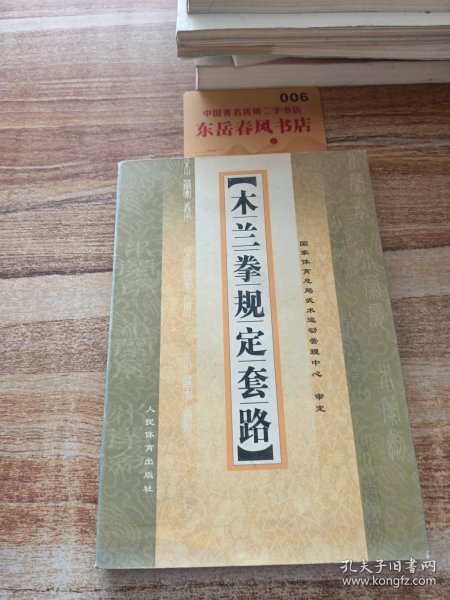 006
中国著名优质二手书店
东岳春风书店
【木兰拳规定套路】
国家体育总局武术运动管理中心 审定
人民体育出版社
孔夫子旧书网
www.kongfz.com